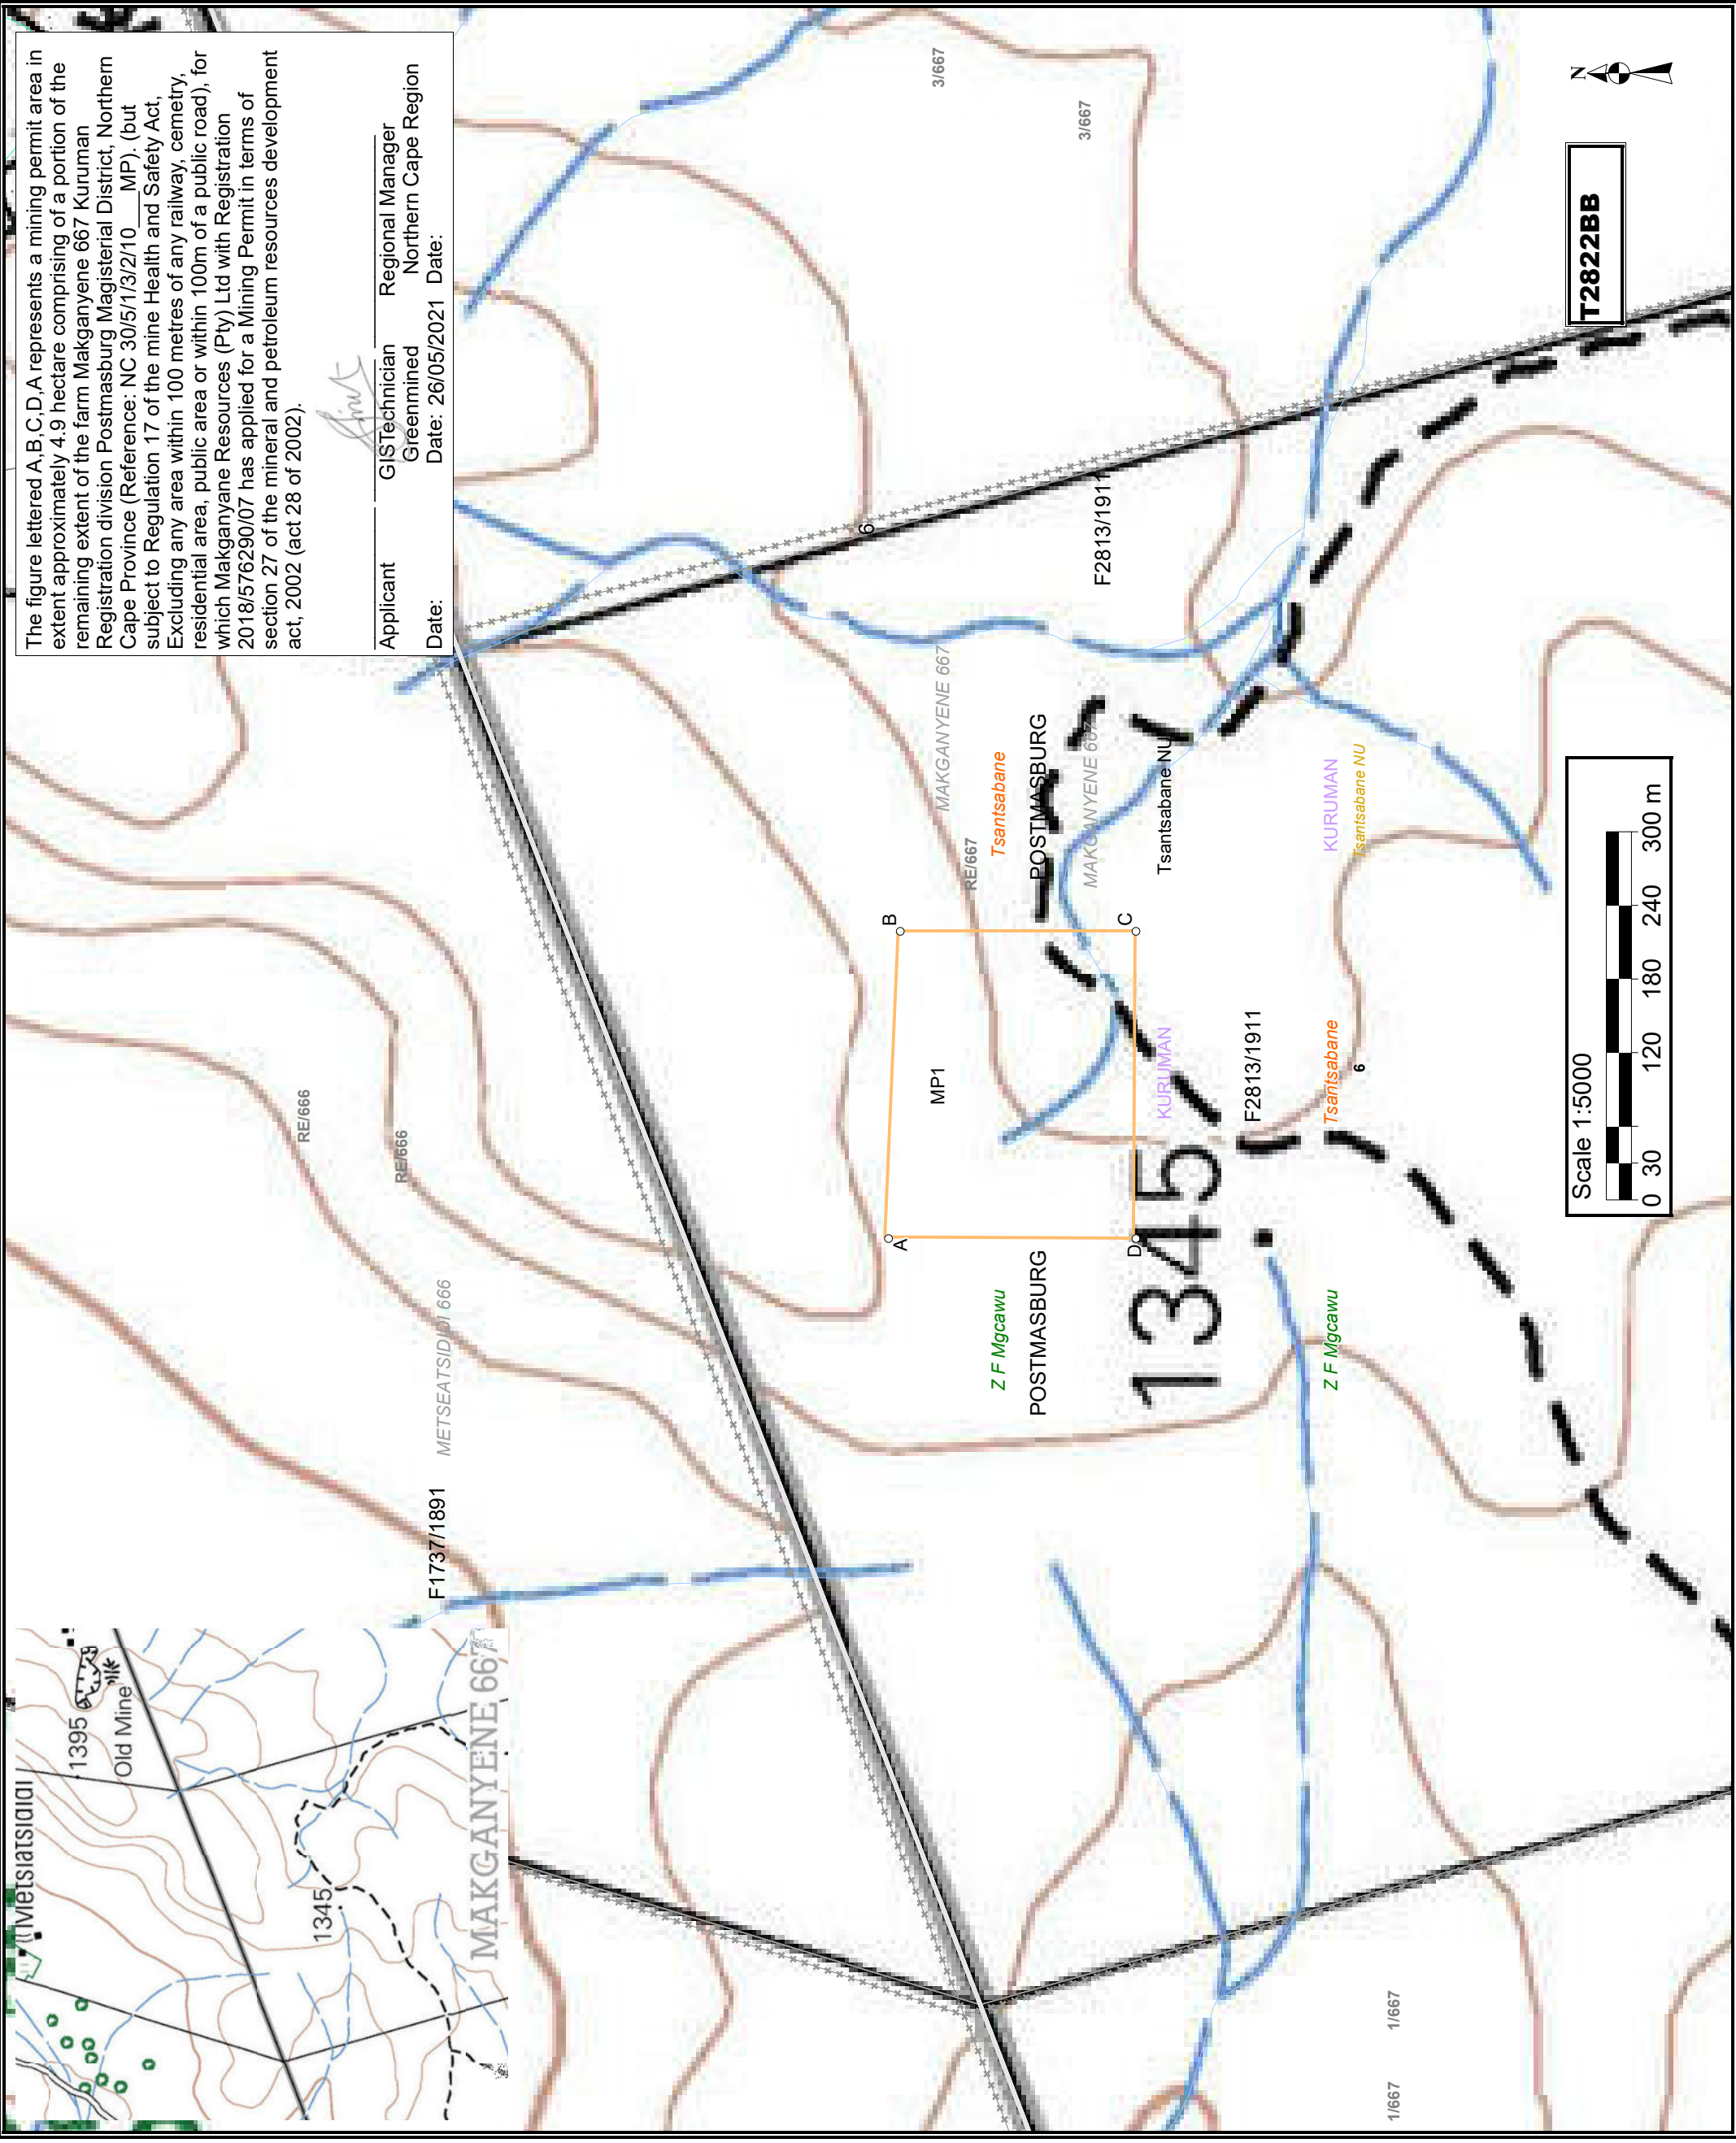 The figure lettered A,B,C,D,A represents a mining permit area in
extent approximately 4.9 hectare comprising of a portion of the
remaining extent of the farm Makganyene 667 Kuruman
Registration division Postmasburg Magisterial District, Northern
Cape Province (Reference: NC 30/5/1/3/2/10___MP). (but
subject to Regulation 17 of the mine Health and Safety Act,
Excluding any area within 100 metres of any railway, cemetry,
residential area, public area or within 100m of a public road), for
which Makganyane Resources (Pty) Ltd with Registration
2018/576290/07 has applied for a Mining Permit in terms of
section 27 of the mineral and petroleum resources development
act, 2002 (act 28 of 2002).
Applicant GISTechnician Regional Manager
Greenmined Northern Cape Region
Date: Date: 26/05/2021 Date:
1395
Old Mine
1345
MAKGANYENE 667
F1737/1891
METSEATSIDIDI 666
RE/666
RE/666
3/667
3/667
6
MAKGANYENE 667
RE/667
Tsantsabane
POSTMASBURG
MAKGANYENE 667
F2813/1911
Tsantsabane NU
A
B
MP1
C
D
Z F Mgcawu
POSTMASBURG
KURUMAN
1345
F2813/1911
KURUMAN
Tsantsabane NU
Z F Mgcawu
Tsantsabane
6
1/667
1/667
Scale 1:5000
0 30 120 180 240 300 m
T2822BB
N